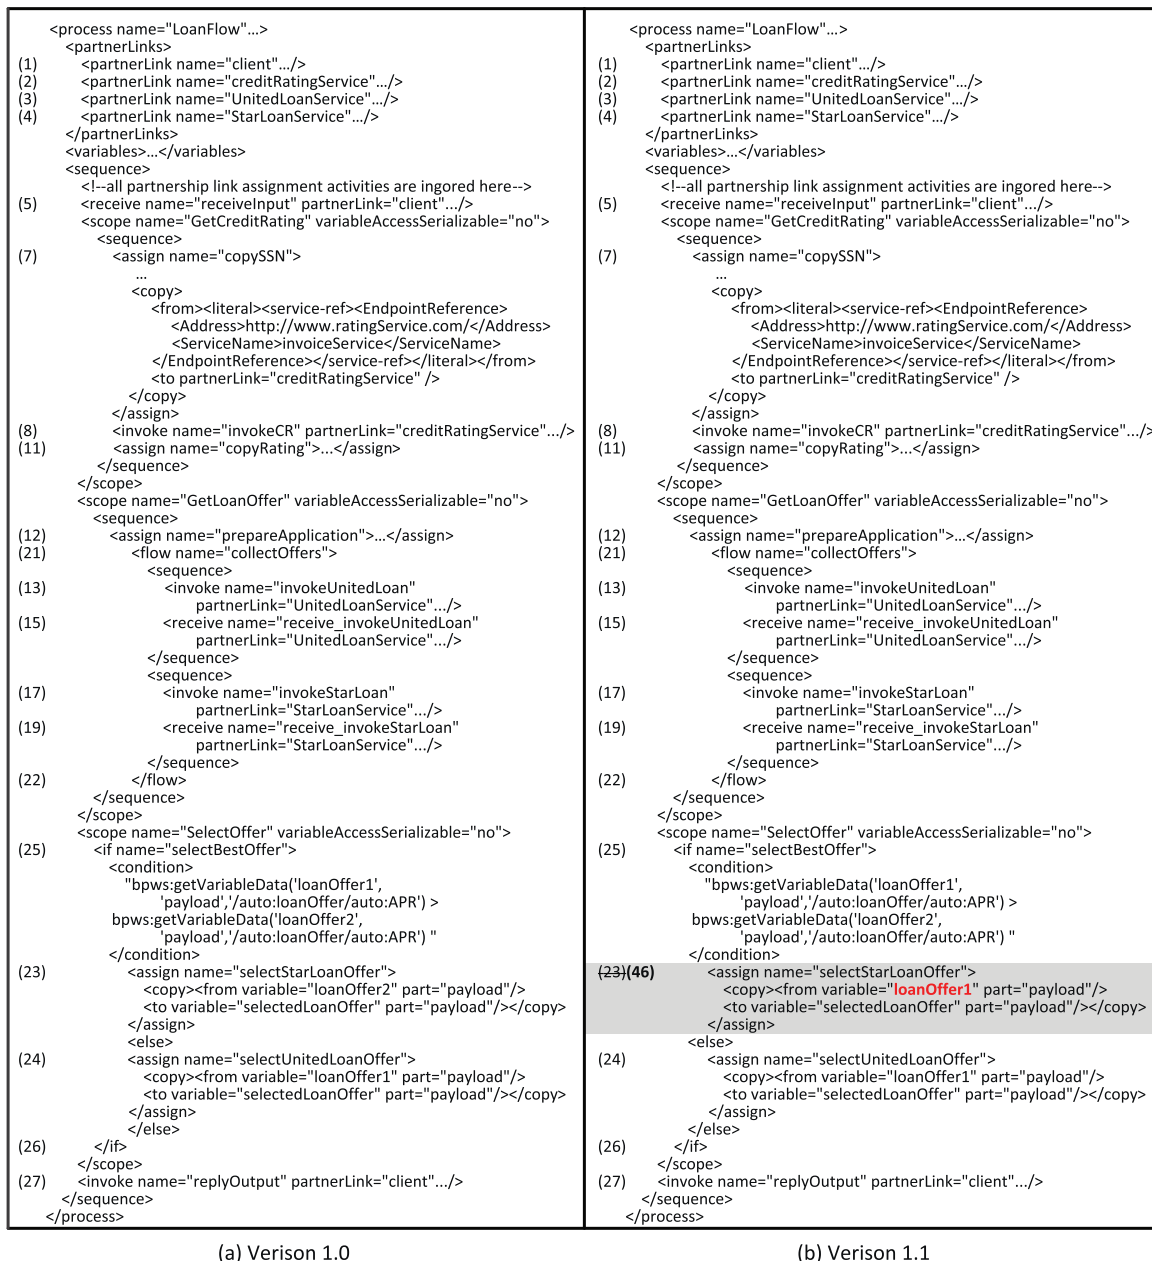 <process name="LoanFlow"...>
<partnerLinks>
(1) <partnerLink name="client".../>
(2) <partnerLink name="creditRatingService".../>
(3) <partnerLink name="UnitedLoanService".../>
(4) <partnerLink name="StarLoanService".../>
</partnerLinks>
<variables>...</variables>
<sequence>
<!--all partnership link assignment activities are ingored here-->
(5) <receive name="receiveInput" partnerLink="client".../>
<scope name="GetCreditRating" variableAccessSerializable="no">
<sequence>
(7) <assign name="copySSN">
...
<copy>
<from><literal><service-ref><EndpointReference>
<Address>http://www.ratingService.com/</Address>
<ServiceName>invoiceService</ServiceName>
</EndpointReference></service-ref></literal></from>
<to partnerLink="creditRatingService" />
</copy>
</assign>
(8) <invoke name="invokeCR" partnerLink="creditRatingService".../>
(11) <assign name="copyRating">...</assign>
</sequence>
</scope>
<scope name="GetLoanOffer" variableAccessSerializable="no">
<sequence>
(12) <assign name="prepareApplication">...</assign>
(21) <flow name="collectOffers">
<sequence>
(13) <invoke name="invokeUnitedLoan"
partnerLink="UnitedLoanService".../>
(15) <receive name="receive_invokeUnitedLoan"
partnerLink="UnitedLoanService".../>
</sequence>
<sequence>
(17) <invoke name="invokeStarLoan"
partnerLink="StarLoanService".../>
(19) <receive name="receive_invokeStarLoan"
partnerLink="StarLoanService".../>
</sequence>
(22) </flow>
</sequence>
</scope>
<scope name="SelectOffer" variableAccessSerializable="no">
(25) <if name="selectBestOffer">
<condition>
"bpws:getVariableData('loanOffer1',
'payload','/auto:loanOffer/auto:APR') >
bpws:getVariableData('loanOffer2',
'payload','/auto:loanOffer/auto:APR') "
</condition>
(23) <assign name="selectStarLoanOffer">
<copy><from variable="loanOffer2" part="payload"/>
<to variable="selectedLoanOffer" part="payload"/></copy>
</assign>
<else>
(24) <assign name="selectUnitedLoanOffer">
<copy><from variable="loanOffer1" part="payload"/>
<to variable="selectedLoanOffer" part="payload"/></copy>
</assign>
</else>
(26) </if>
</scope>
(27) <invoke name="replyOutput" partnerLink="client".../>
</sequence>
</process>
(a) Verison 1.0
<process name="LoanFlow"...>
<partnerLinks>
(1) <partnerLink name="client".../>
(2) <partnerLink name="creditRatingService".../>
(3) <partnerLink name="UnitedLoanService".../>
(4) <partnerLink name="StarLoanService".../>
</partnerLinks>
<variables>...</variables>
<sequence>
<!--all partnership link assignment activities are ingored here-->
(5) <receive name="receiveInput" partnerLink="client".../>
<scope name="GetCreditRating" variableAccessSerializable="no">
<sequence>
(7) <assign name="copySSN">
...
<copy>
<from><literal><service-ref><EndpointReference>
<Address>http://www.ratingService.com/</Address>
<ServiceName>invoiceService</ServiceName>
</EndpointReference></service-ref></literal></from>
<to partnerLink="creditRatingService" />
</copy>
</assign>
(8) <invoke name="invokeCR" partnerLink="creditRatingService".../>
(11) <assign name="copyRating">...</assign>
</sequence>
</scope>
<scope name="GetLoanOffer" variableAccessSerializable="no">
<sequence>
(12) <assign name="prepareApplication">...</assign>
(21) <flow name="collectOffers">
<sequence>
(13) <invoke name="invokeUnitedLoan"
partnerLink="UnitedLoanService".../>
(15) <receive name="receive_invokeUnitedLoan"
partnerLink="UnitedLoanService".../>
</sequence>
<sequence>
(17) <invoke name="invokeStarLoan"
partnerLink="StarLoanService".../>
(19) <receive name="receive_invokeStarLoan"
partnerLink="StarLoanService".../>
</sequence>
(22) </flow>
</sequence>
</scope>
<scope name="SelectOffer" variableAccessSerializable="no">
(25) <if name="selectBestOffer">
<condition>
"bpws:getVariableData('loanOffer1',
'payload','/auto:loanOffer/auto:APR') >
bpws:getVariableData('loanOffer2',
'payload','/auto:loanOffer/auto:APR') "
</condition>
(23)(46) <assign name="selectStarLoanOffer">
<copy><from variable="loanOffer1" part="payload"/>
<to variable="selectedLoanOffer" part="payload"/></copy>
</assign>
<else>
(24) <assign name="selectUnitedLoanOffer">
<copy><from variable="loanOffer1" part="payload"/>
<to variable="selectedLoanOffer" part="payload"/></copy>
</assign>
</else>
(26) </if>
</scope>
(27) <invoke name="replyOutput" partnerLink="client".../>
</sequence>
</process>
(b) Verison 1.1